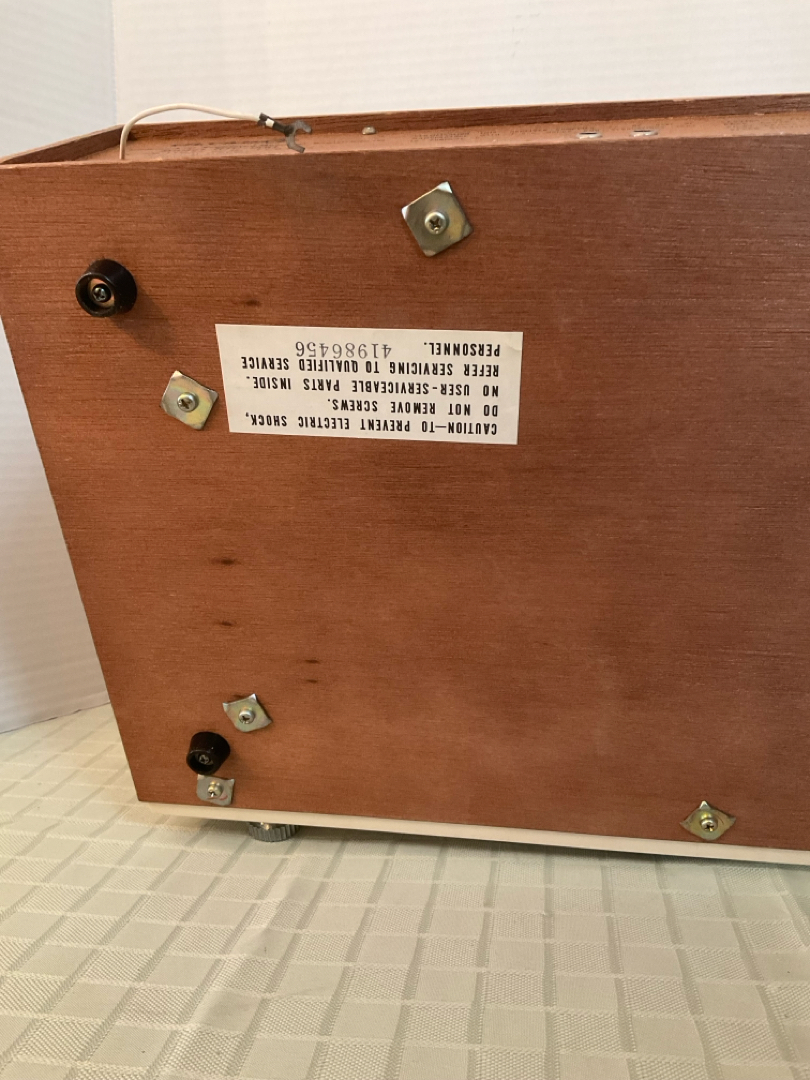 CAUTION—TO PREVENT ELECTRIC SHOCK,
DO NOT REMOVE SCREWS.
NO USER-SERVICEABLE PARTS INSIDE.
REFER SERVICING TO QUALIFIED SERVICE
PERSONNEL. 41986456